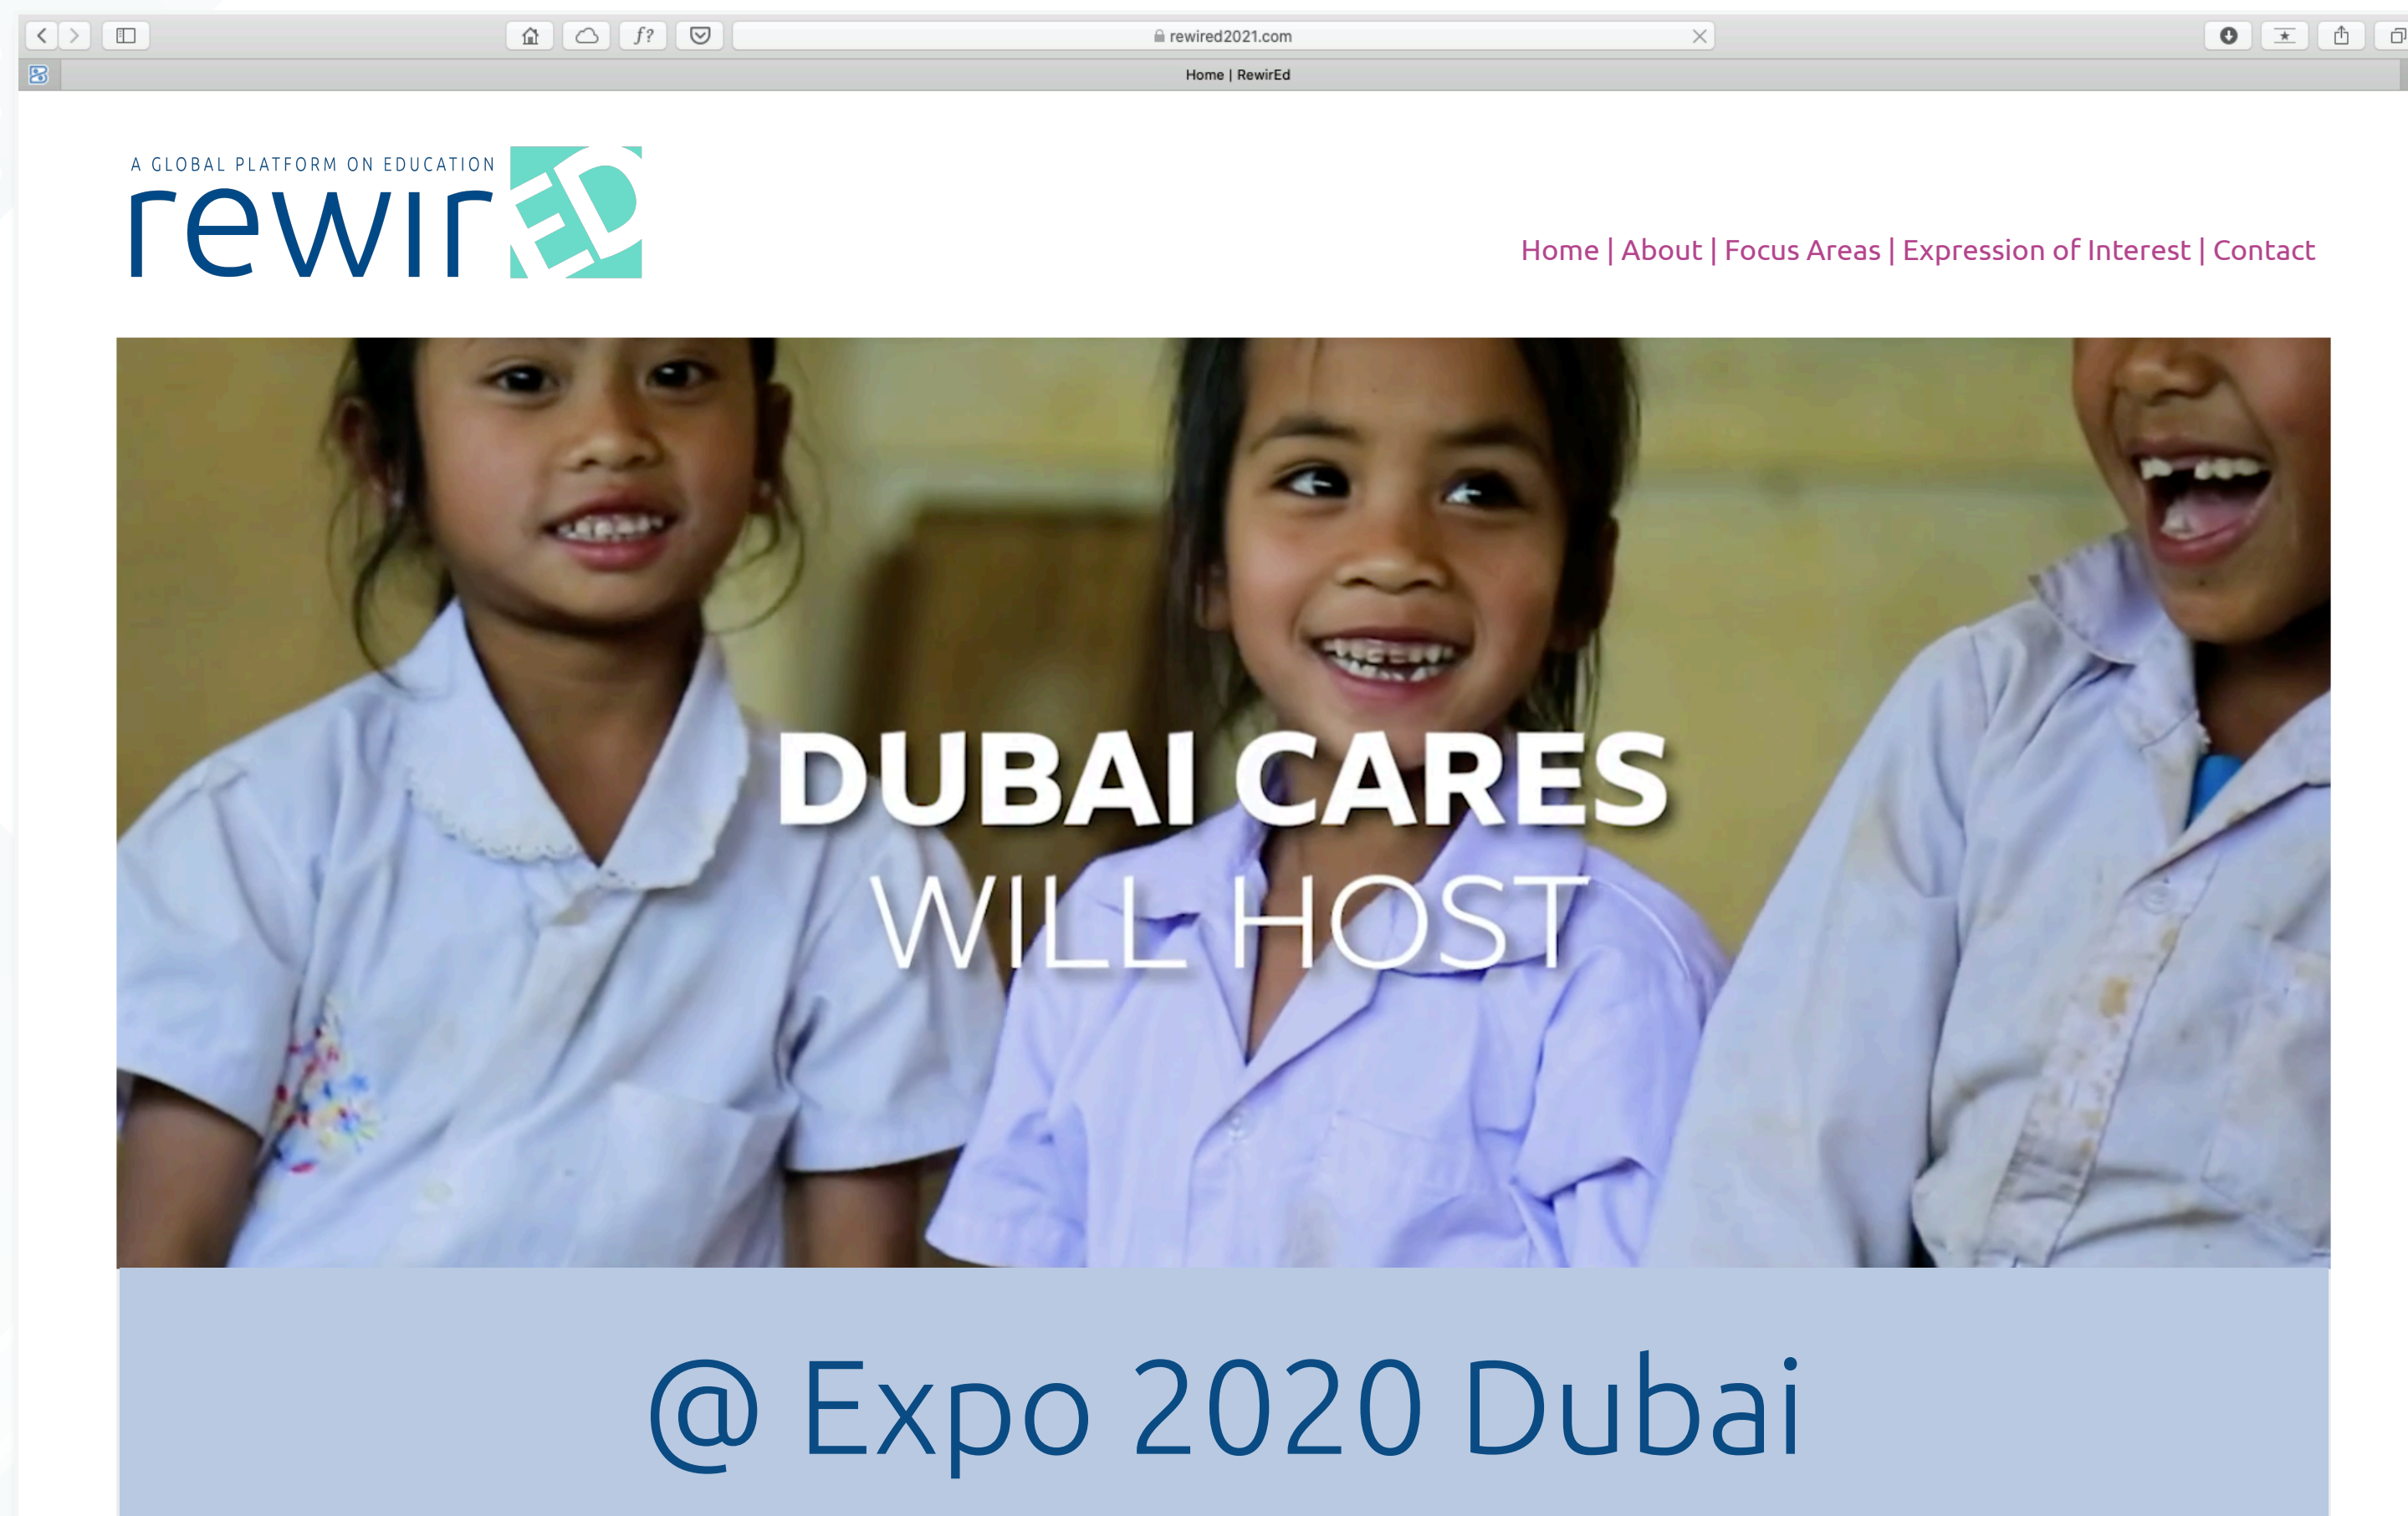 f?
rewired2021.com
Home | RewirEd
A GLOBAL PLATFORM ON EDUCATION
rewirED
Home | About | Focus Areas | Expression of Interest | Contact
DUBAI CARES
WILL HOST
@ Expo 2020 Dubai